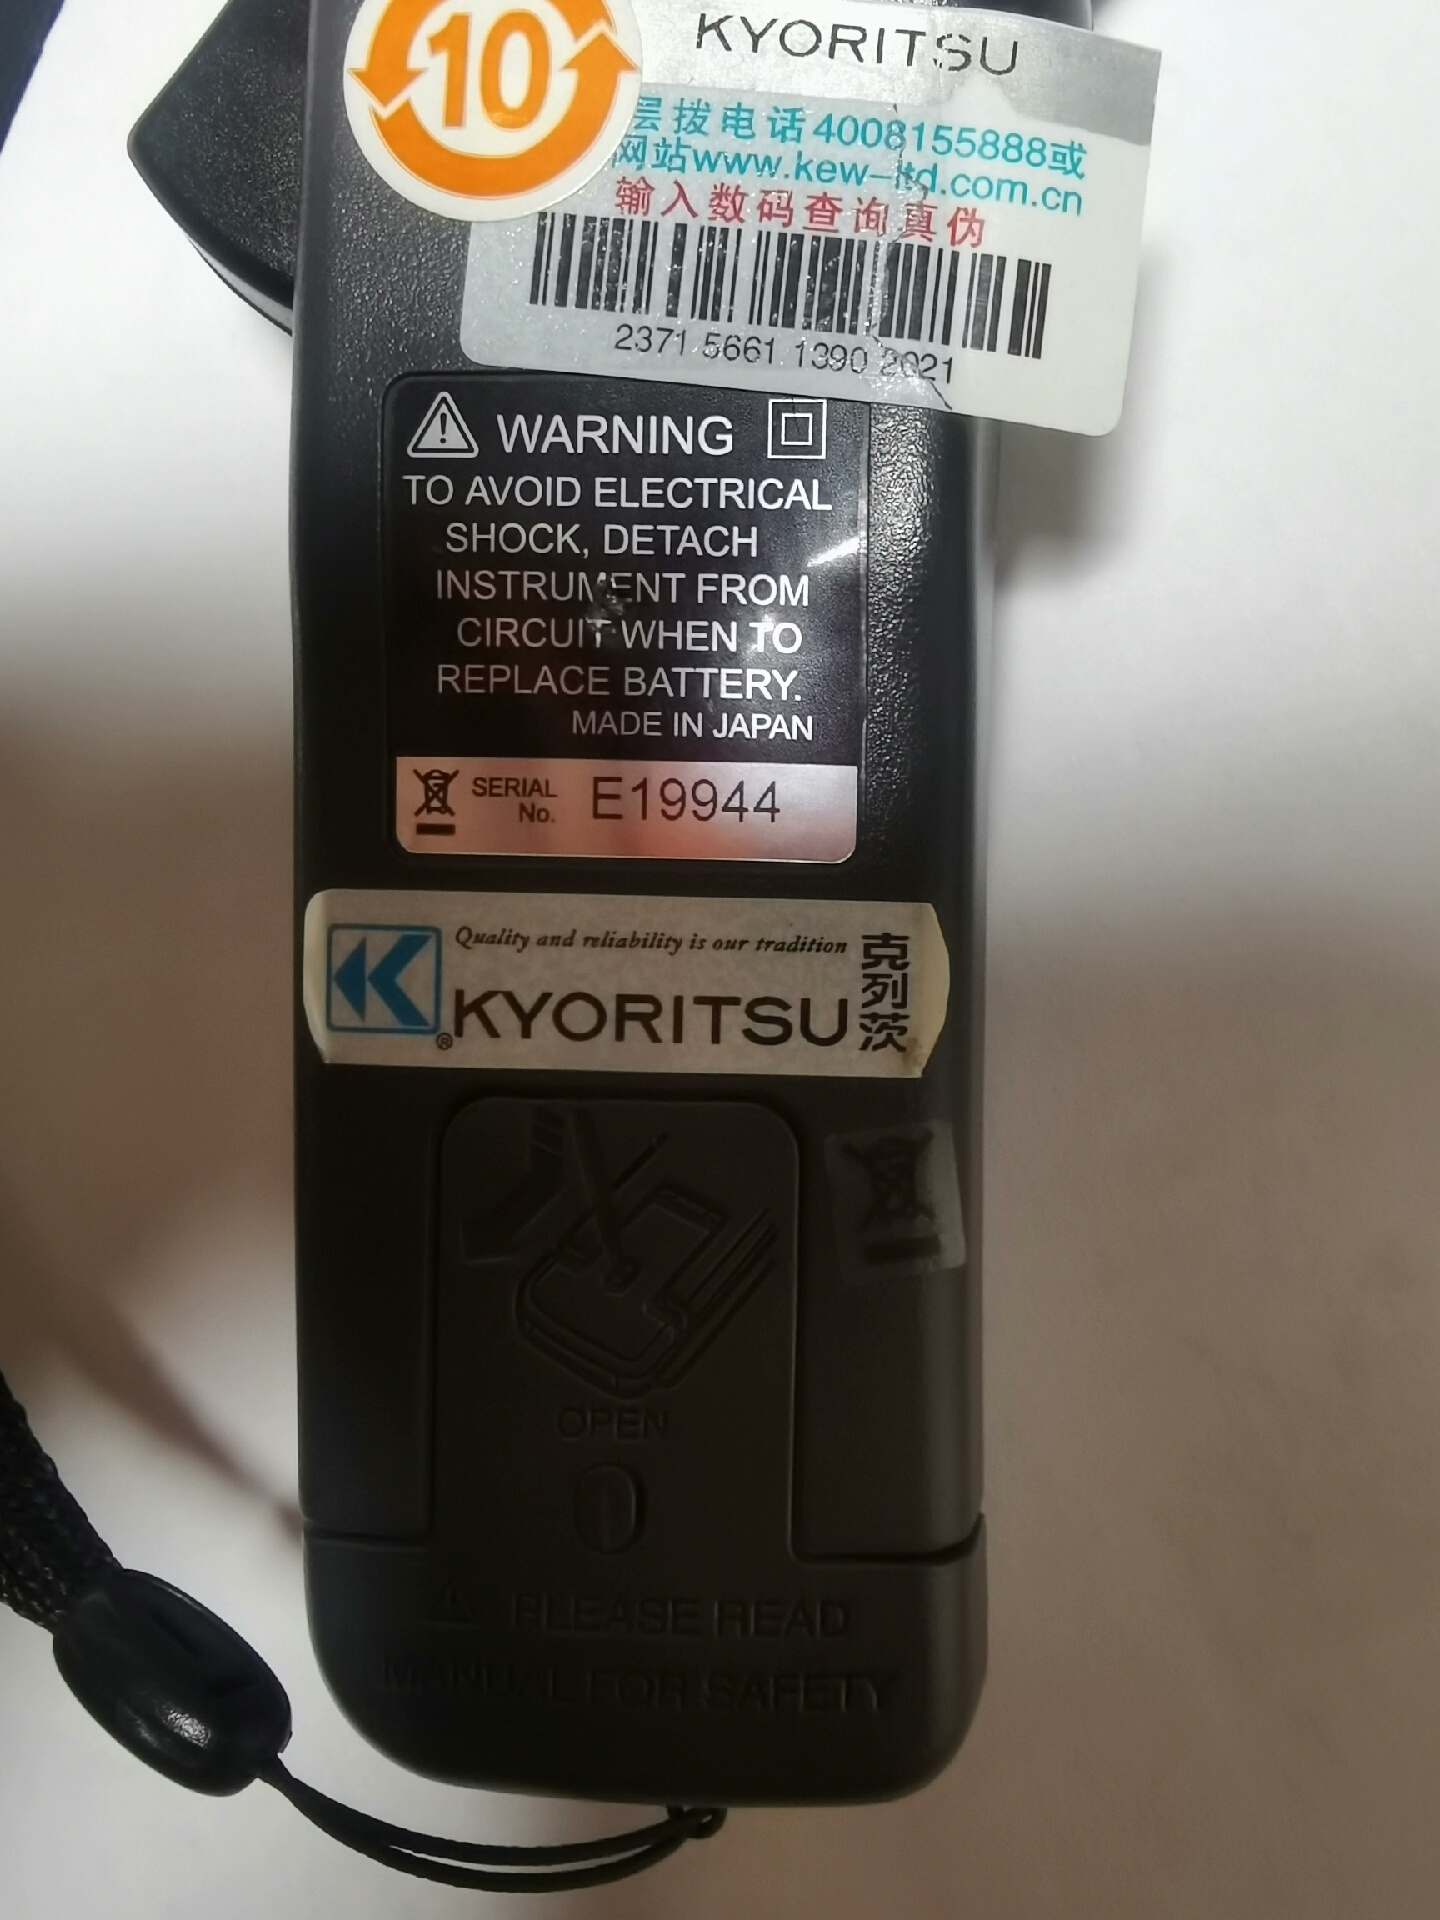 10
KYORITSU
层拨电话4008155888或
网站www.kew-ltd.com.cn
输入数码查询真伪
2371 5661 1390 2021
WARNING
TO AVOID ELECTRICAL
SHOCK, DETACH
INSTRUMENT FROM
CIRCUIT WHEN TO
REPLACE BATTERY.
MADE IN JAPAN
SERIAL
No.
E19944
Quality and reliability is our tradition
KYORITSU
®
克列茨
OPEN
PLEASE READ
MANUAL FOR SAFETY